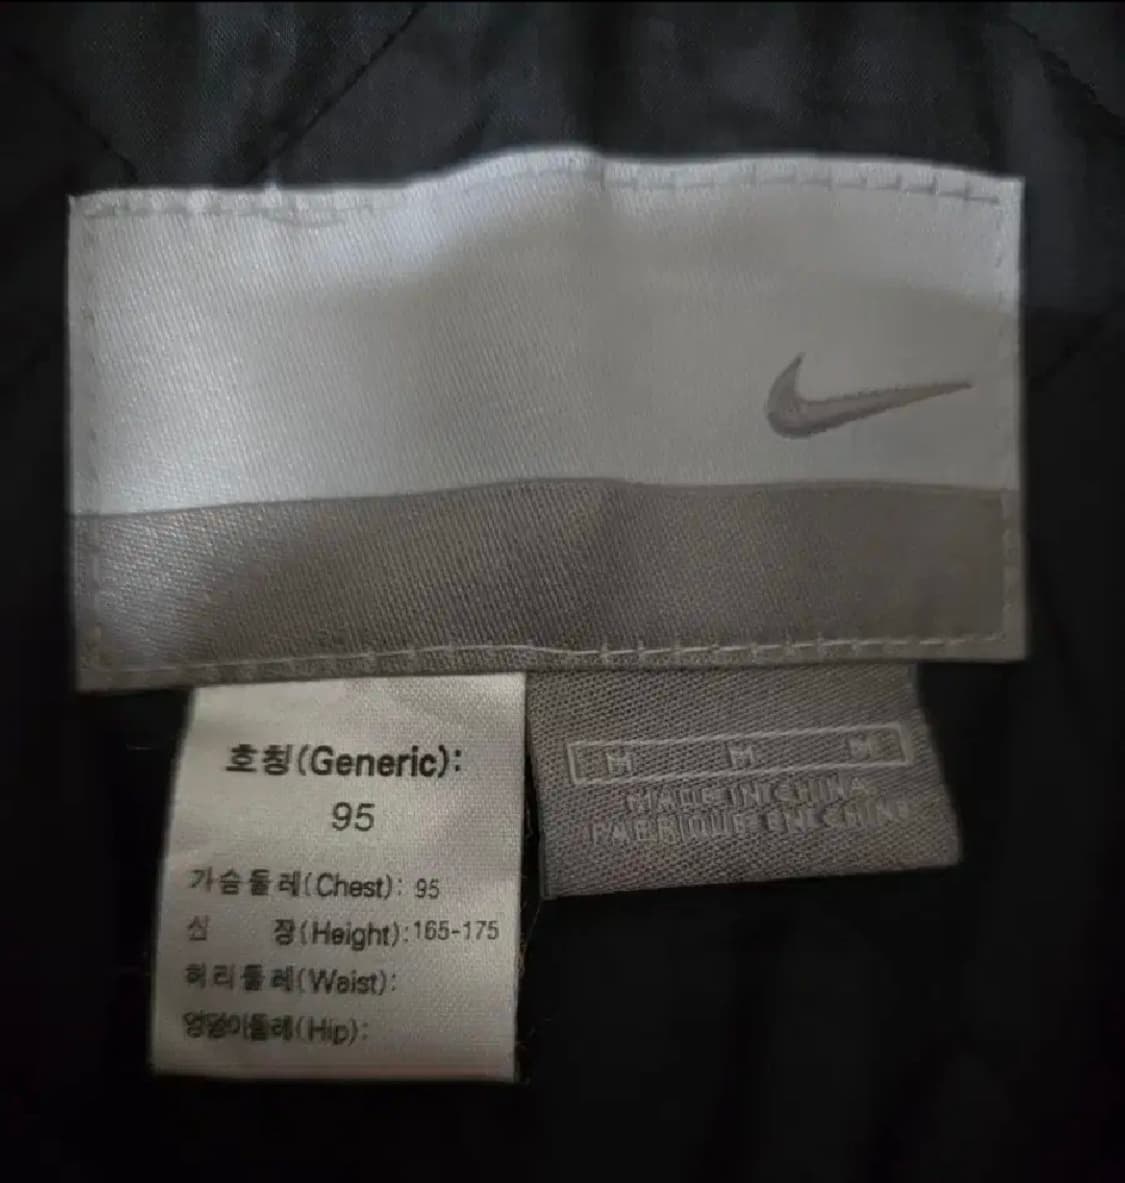 호칭(Generic):
95
가슴둘레(Chest): 95
신 장(Height):165-175
허리둘레(Waist):
엉덩이둘레(Hip):
M M M
MADE IN CHINA
FABRIQUE EN CHINE